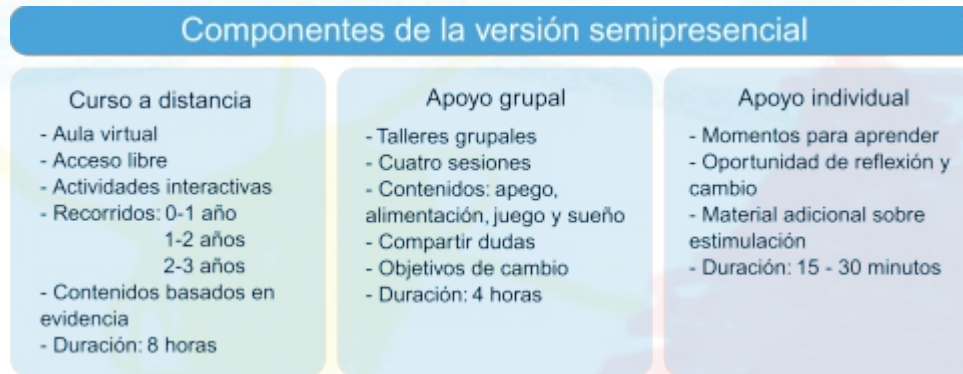 Componentes de la versión semipresencial
Curso a distancia
- Aula virtual
- Acceso libre
- Actividades interactivas
- Recorridos: 0-1 año
1-2 años
2-3 años
- Contenidos basados en
evidencia
- Duración: 8 horas
Apoyo grupal
- Talleres grupales
- Cuatro sesiones
- Contenidos: apego,
alimentación, juego y sueño
- Compartir dudas
- Objetivos de cambio
- Duración: 4 horas
Apoyo individual
- Momentos para aprender
- Oportunidad de reflexión y
cambio
- Material adicional sobre
estimulación
- Duración: 15 - 30 minutos